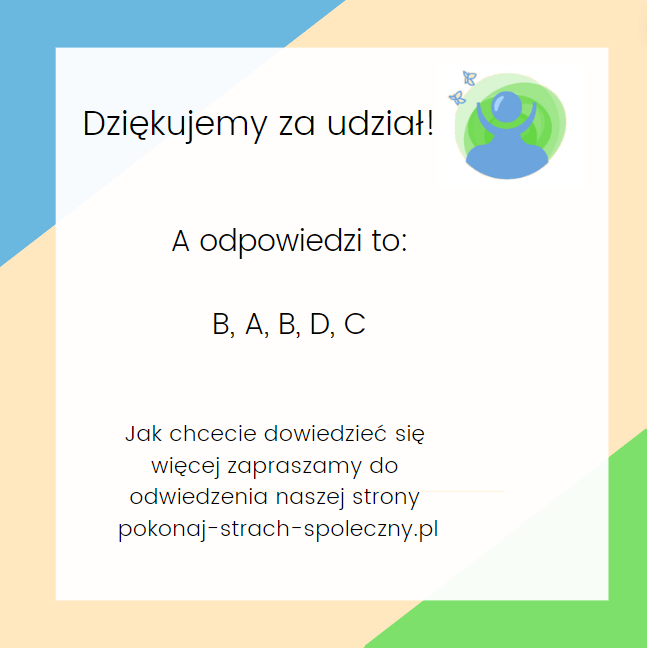 Dziękujemy za udział!
A odpowiedzi to:
B, A, B, D, C
Jak chcecie dowiedzieć się
więcej zapraszamy do
odwiedzenia naszej strony
pokonaj-strach-spoleczny.pl